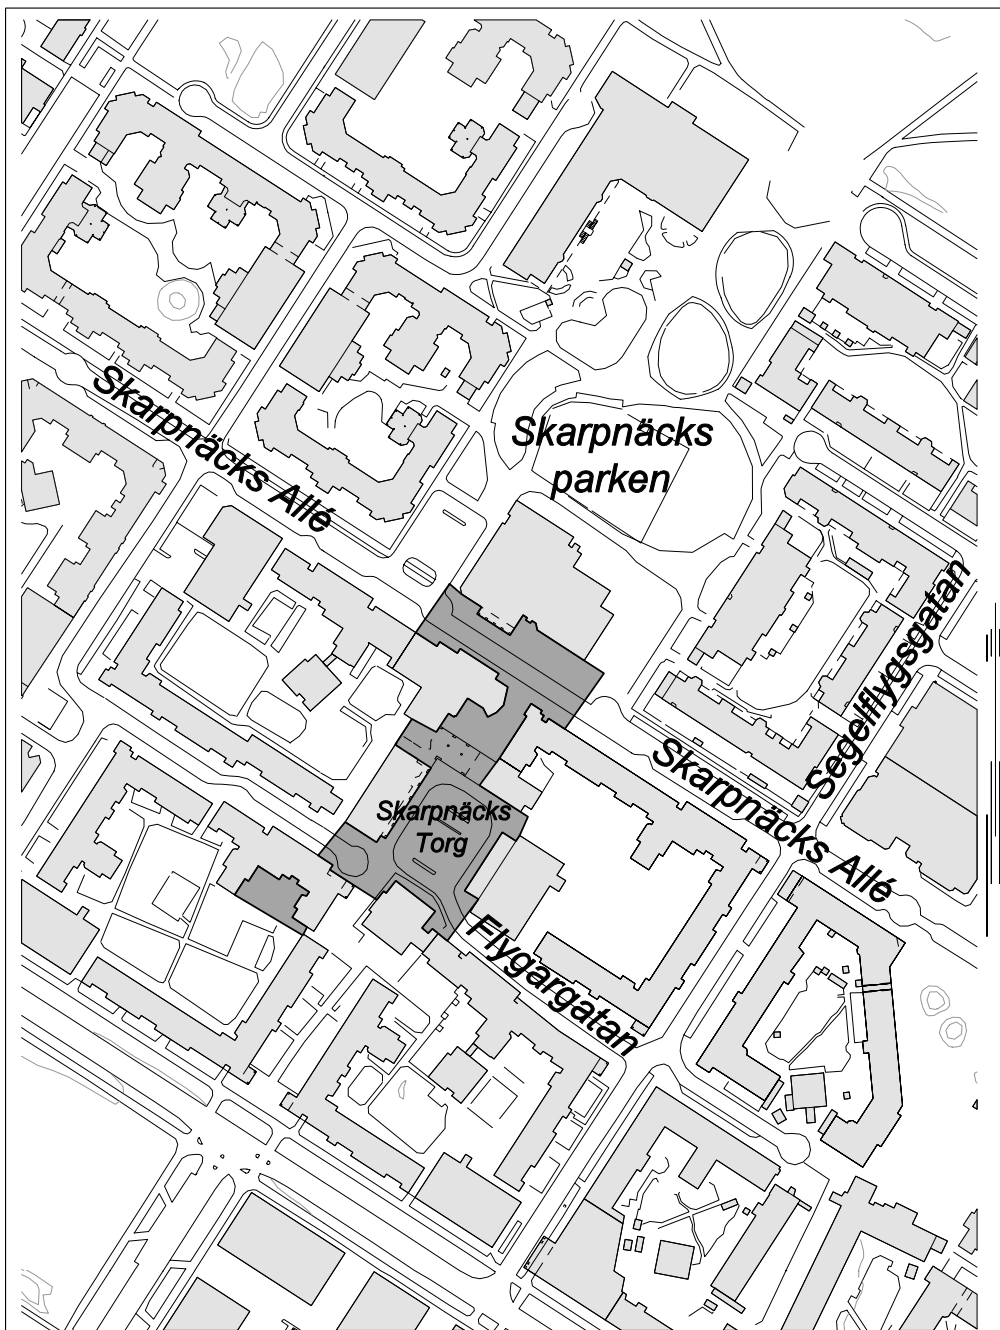 Skarpnäcks Allé
Skarpnäcks
parken
Segelflygsgatan
Skarpnäcks Allé
Skarpnäcks
Torg
Flygargatan